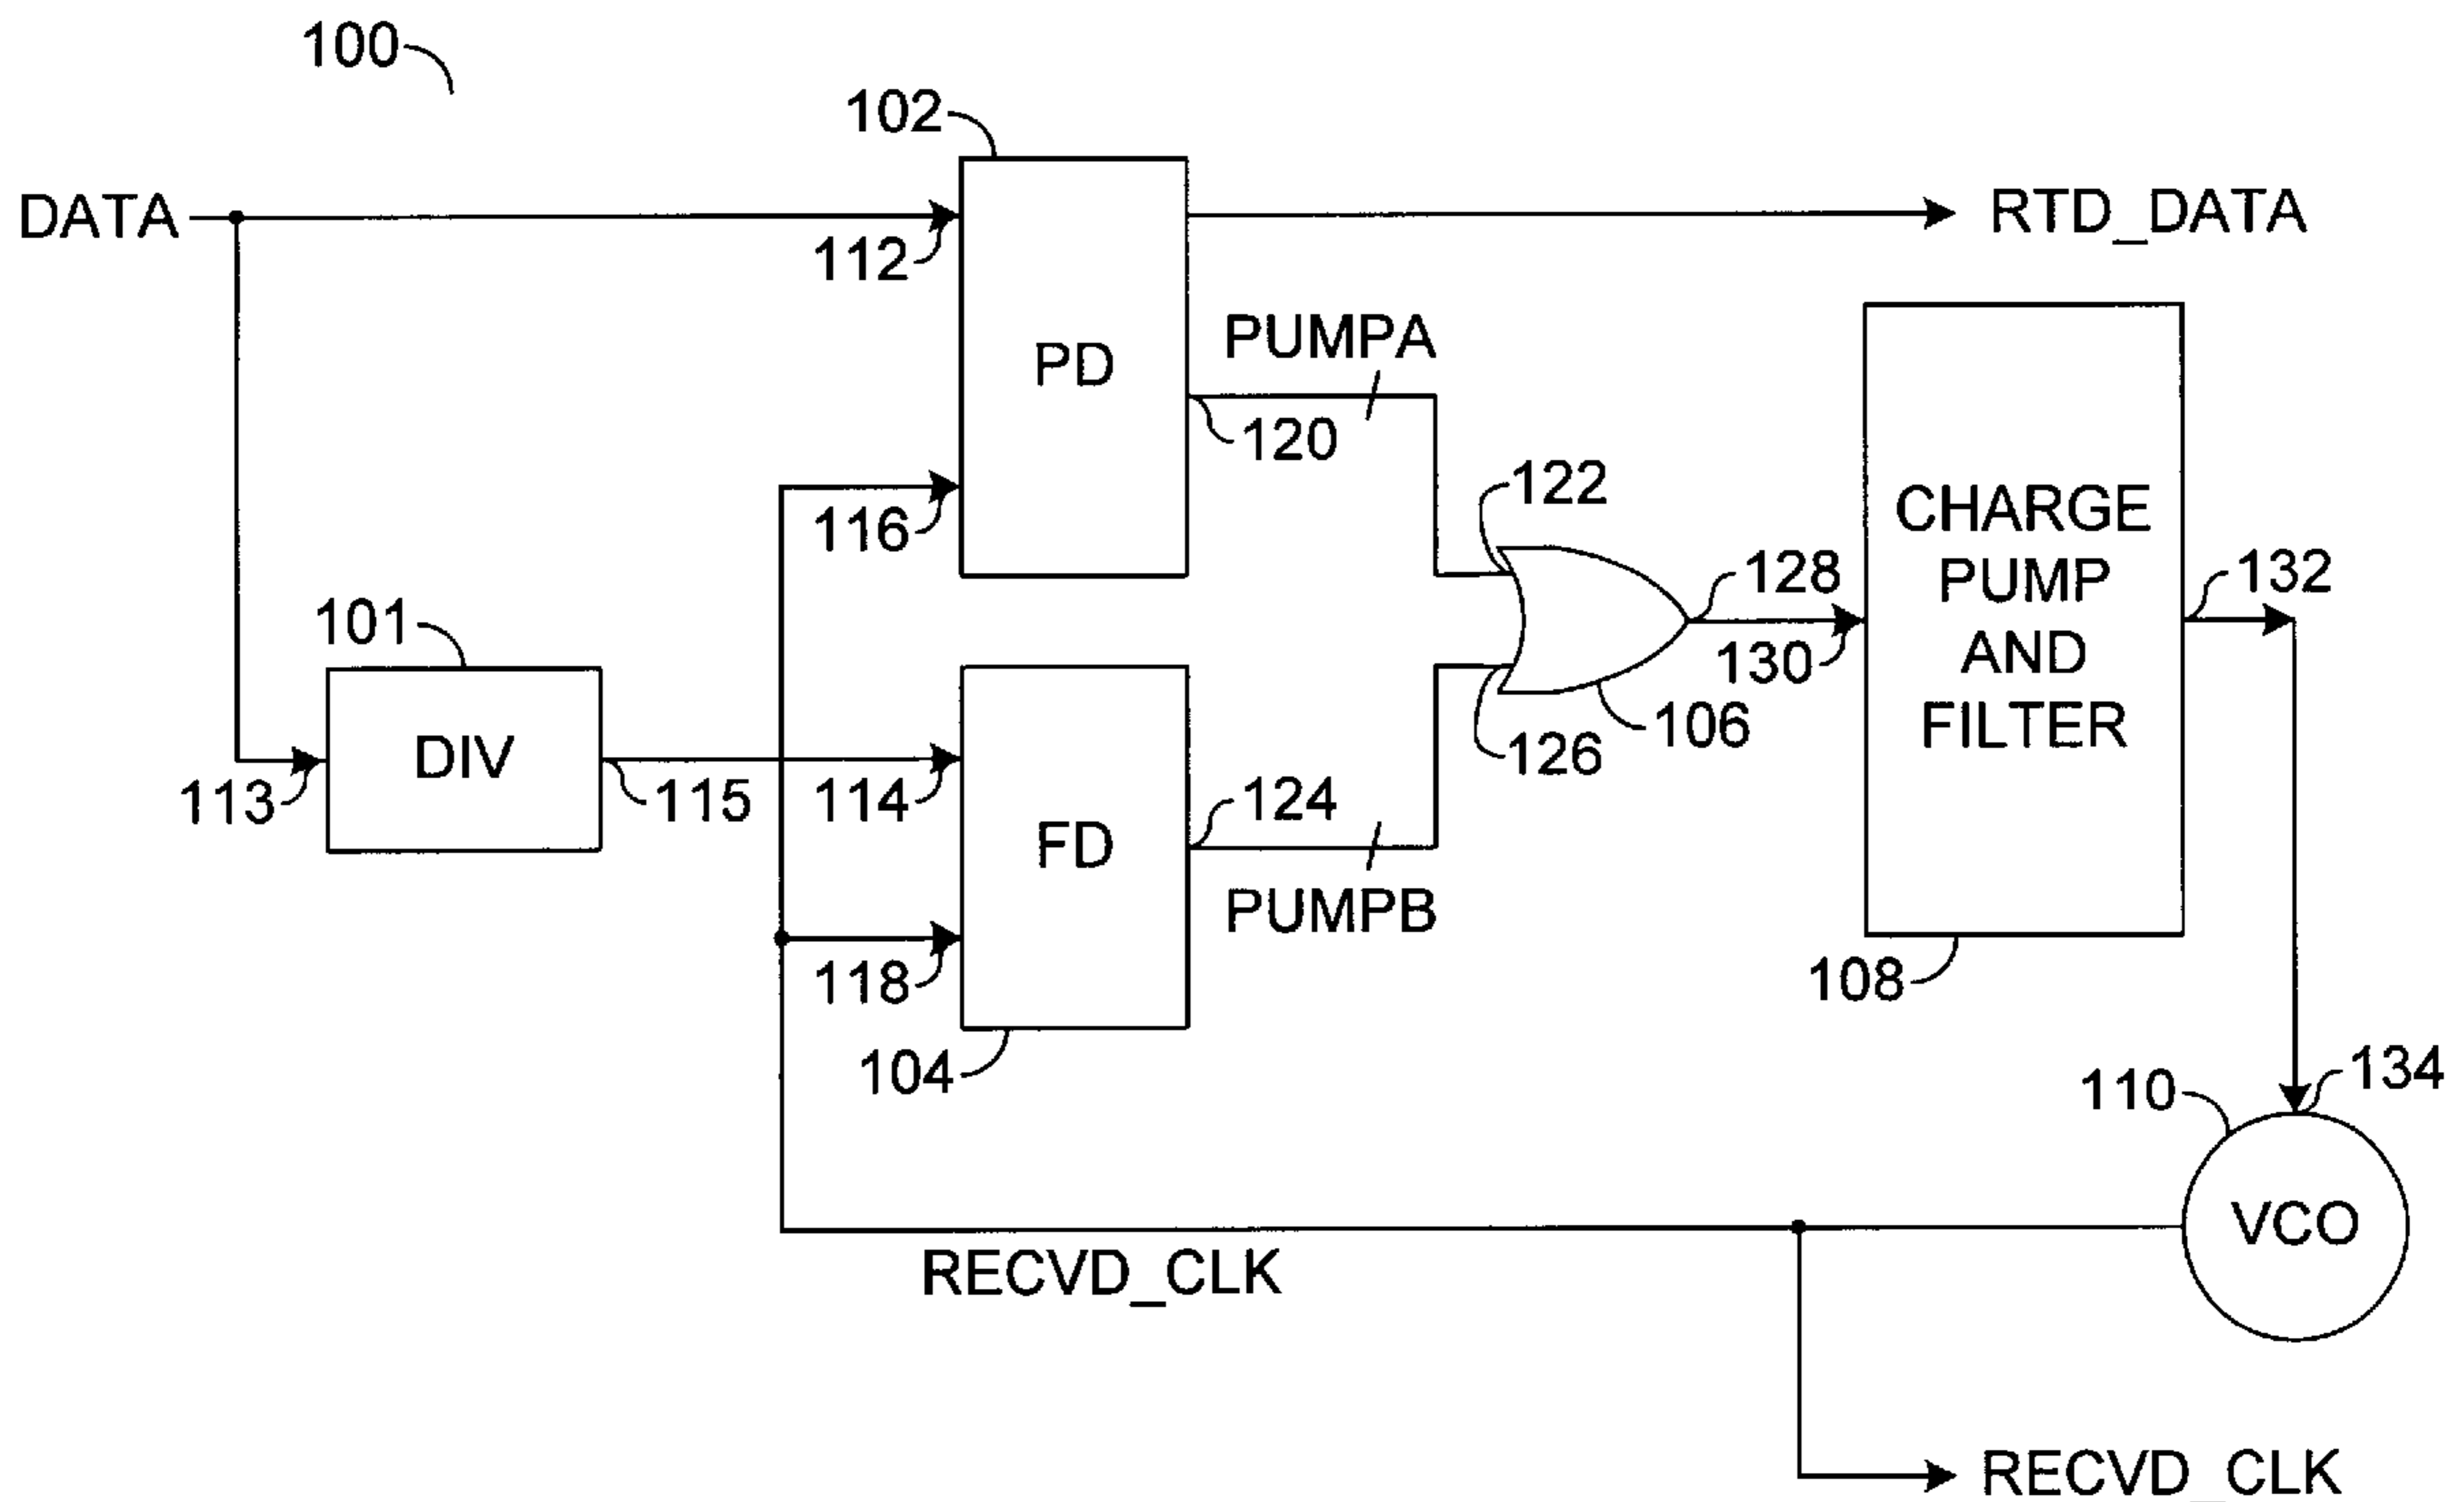 100
102
DATA
112
RTD_DATA
PD
PUMPA
120
116
122
CHARGE
PUMP
AND
FILTER
128
130
132
101
DIV
113
115
114
124
FD
126
106
PUMPB
118
108
104
110
134
VCO
RECVD_CLK
RECVD_CLK